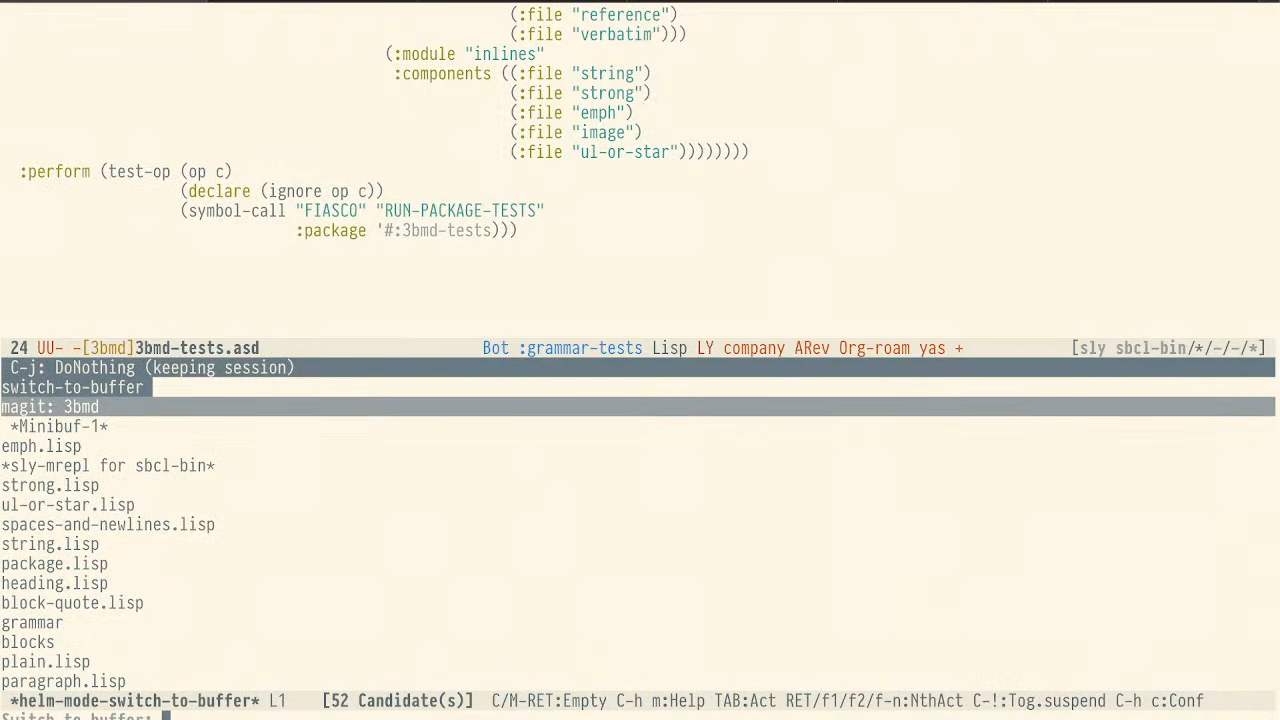 (:file "reference")
(:file "verbatim")))
(:module "inlines"
:components ((:file "string")
(:file "strong")
(:file "emph")
(:file "image")
(:file "ul-or-star"))))))))
:perform (test-op (op c)
(declare (ignore op c))
(symbol-call "FIASCO" "RUN-PACKAGE-TESTS"
:package '#:3bmd-tests)))
24 UU- -[3bmd]3bmd-tests.asd Bot :grammar-tests Lisp LY company ARev Org-roam yas + [sly sbcl-bin/*/-/-/*]
C-j: DoNothing (keeping session)
switch-to-buffer
magit: 3bmd
*Minibuf-1*
emph.lisp
*sly-mrepl for sbcl-bin*
strong.lisp
ul-or-star.lisp
spaces-and-newlines.lisp
string.lisp
package.lisp
heading.lisp
block-quote.lisp
grammar
blocks
plain.lisp
paragraph.lisp
*helm-mode-switch-to-buffer* L1 [52 Candidate(s)] C/M-RET:Empty C-h m:Help TAB:Act RET/f1/f2/f-n:NthAct C-!:Tog.suspend C-h c:Conf
Switch to buffer: